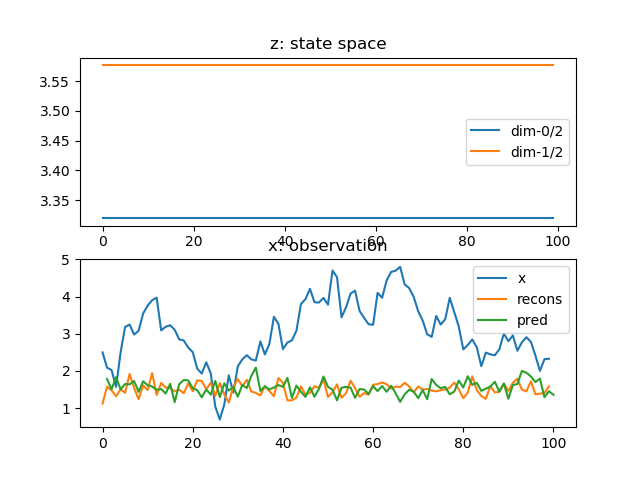 z: state space
3.55
3.50
3.45
3.40
3.35
dim-0/2
dim-1/2
0 20 40 60 80 100
x: observation
5
4
3
2
1
x
recons
pred
0 20 40 60 80 100